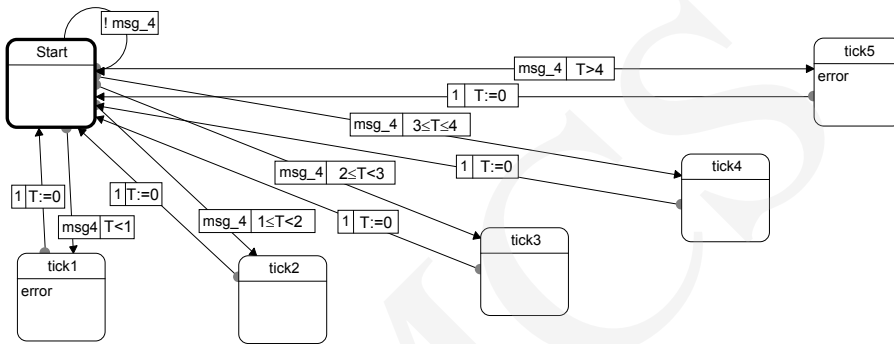 ! msg_4
Start
tick5
error
msg_4 T>4
1 T:=0
msg_4 3≤T≤4
1 T:=0
tick4
msg_4 2≤T<3
1 T:=0
1 T:=0
msg_4 1≤T<2
1 T:=0
msg4 T<1
tick3
tick1
error
tick2
MCS